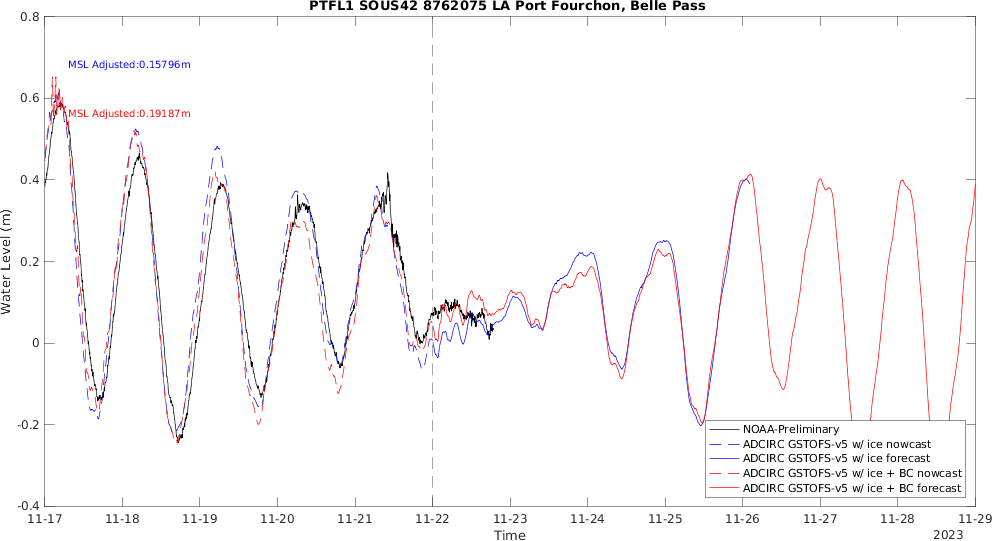 PTFL1 SOUS42 8762075 LA Port Fourchon, Belle Pass
0.8
0.6
0.4
0.2
0
-0.2
-0.4
Water Level (m)
MSL Adjusted:0.15796m
MSL Adjusted:0.19187m
NOAA-Preliminary
ADCIRC GSTOFS-v5 w/ ice nowcast
ADCIRC GSTOFS-v5 w/ ice forecast
ADCIRC GSTOFS-v5 w/ ice + BC nowcast
ADCIRC GSTOFS-v5 w/ ice + BC forecast
11-17 11-18 11-19 11-20 11-21 11-22 11-23 11-24 11-25 11-26 11-27 11-28 11-29
Time
2023